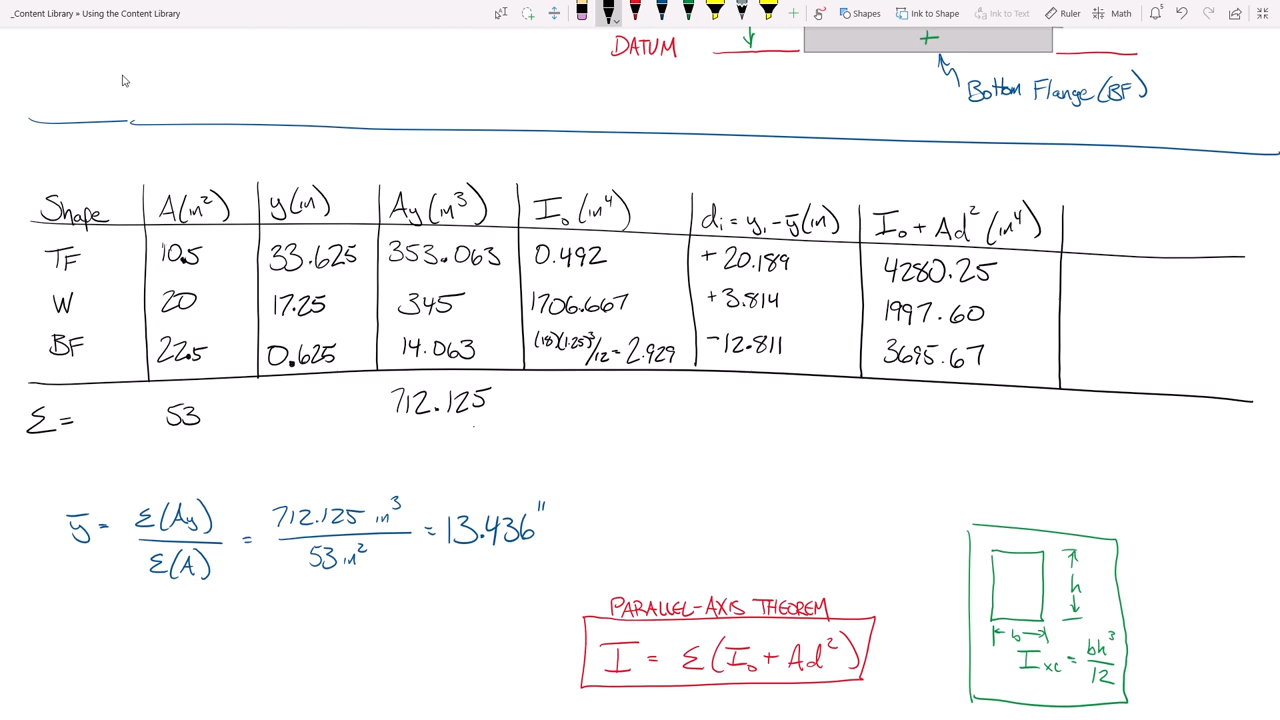 _Content Library » Using the Content Library
Shapes
Ink to Shape
Ink to Text
Ruler
Math
DATUM
+
Bottom Flange (BF)
Shape A(in²) y(in) Ay(in³) I₀(in⁴) dᵢ = yᵢ - ȳ(in) I₀ + Ad²(in⁴)
TF 10.5 33.625 353.063 0.492 +20.189 4280.25
W 20 17.25 345 1706.667 +3.814 1997.60
BF 22.5 0.625 14.063 (18)(1.25)³/12 = 2.929 -12.811 3695.67
Σ = 53 712.125
ȳ = Σ(Ay)/Σ(A) = 712.125 in³/53 in² = 13.436"
PARALLEL-AXIS THEOREM
I = Σ(I₀ + Ad²)
h
b
Ixc = bh³/12